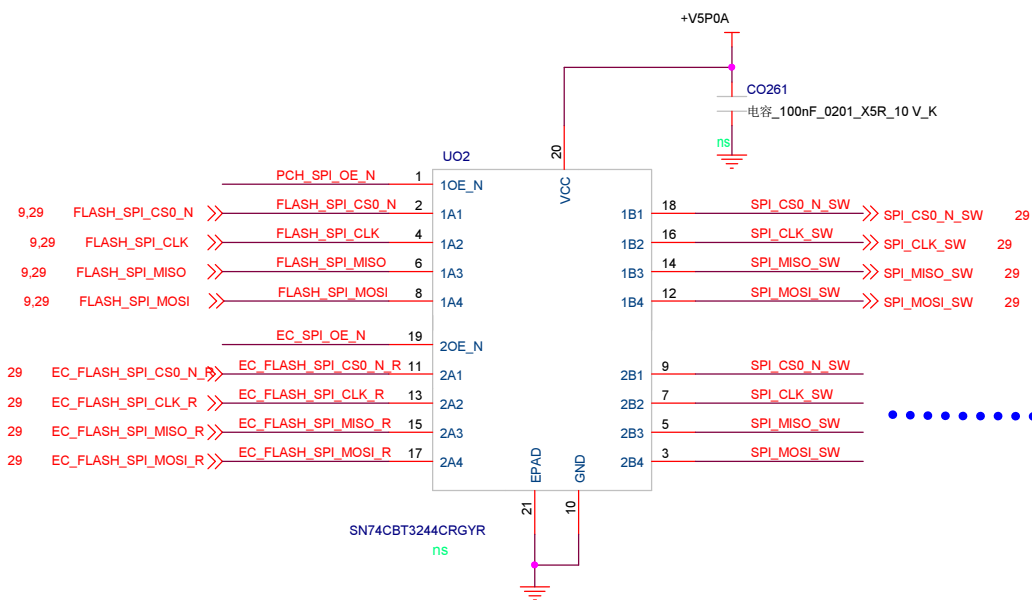 +V5P0A
CO261
电容_100nF_0201_X5R_10 V_K
ns
UO2
20
VCC
PCH_SPI_OE_N 1 1OE_N
9,29 FLASH_SPI_CS0_N FLASH_SPI_CS0_N 2 1A1 1B1 18 SPI_CS0_N_SW SPI_CS0_N_SW 29
9,29 FLASH_SPI_CLK FLASH_SPI_CLK 4 1A2 1B2 16 SPI_CLK_SW SPI_CLK_SW 29
9,29 FLASH_SPI_MISO FLASH_SPI_MISO 6 1A3 1B3 14 SPI_MISO_SW SPI_MISO_SW 29
9,29 FLASH_SPI_MOSI FLASH_SPI_MOSI 8 1A4 1B4 12 SPI_MOSI_SW SPI_MOSI_SW 29
EC_SPI_OE_N 19 2OE_N
29 EC_FLASH_SPI_CS0_N_R EC_FLASH_SPI_CS0_N_R 11 2A1 2B1 9 SPI_CS0_N_SW
29 EC_FLASH_SPI_CLK_R EC_FLASH_SPI_CLK_R 13 2A2 2B2 7 SPI_CLK_SW
29 EC_FLASH_SPI_MISO_R EC_FLASH_SPI_MISO_R 15 2A3 2B3 5 SPI_MISO_SW
29 EC_FLASH_SPI_MOSI_R EC_FLASH_SPI_MOSI_R 17 2A4 2B4 3 SPI_MOSI_SW
EPAD GND
21 10
SN74CBT3244CRGYR
ns